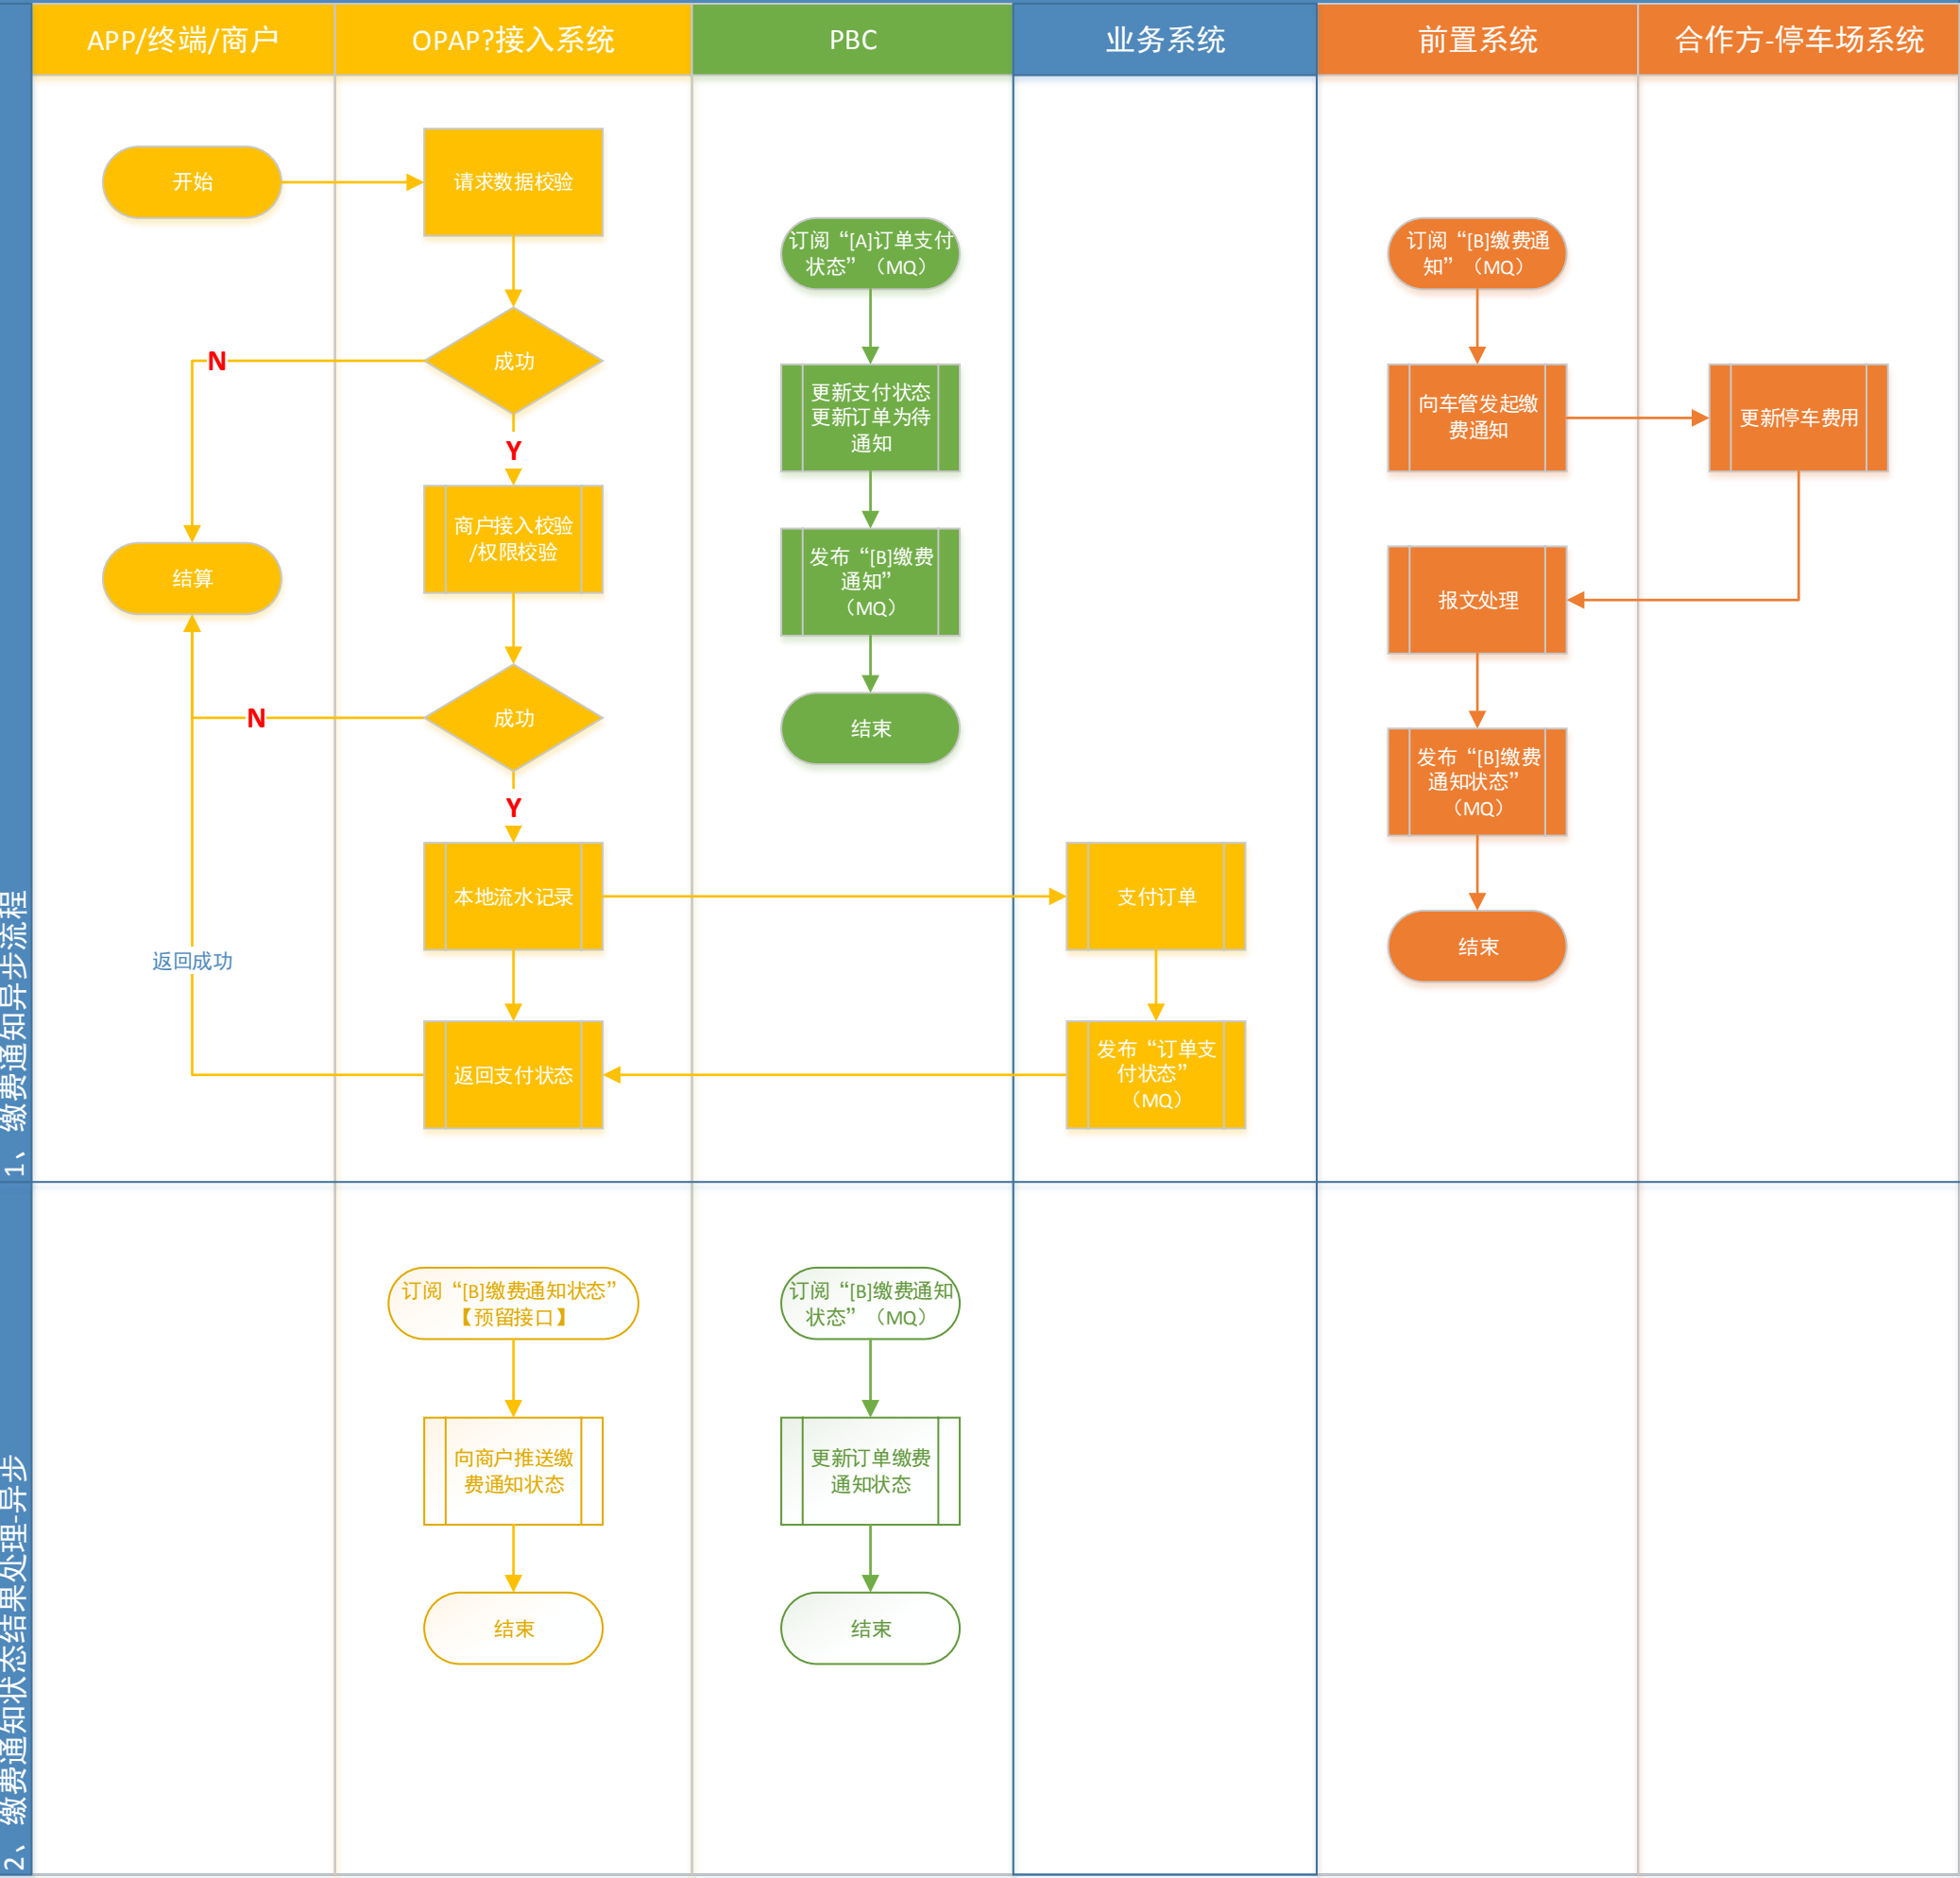 APP/终端/商户
OPAP?接入系统
PBC
业务系统
前置系统
合作方-停车场系统
1、缴费通知异步流程
开始
请求数据校验
成功
N
Y
商户接入校验
/权限校验
结算
成功
N
Y
本地流水记录
返回成功
返回支付状态
订阅“[A]订单支付
状态”（MQ）
更新支付状态
更新订单为待
通知
发布“[B]缴费
通知”
（MQ）
结束
支付订单
发布“订单支
付状态”
（MQ）
订阅“[B]缴费通
知”（MQ）
向车管发起缴
费通知
更新停车费用
报文处理
发布“[B]缴费
通知状态”
（MQ）
结束
2、缴费通知状态结果处理-异步
订阅“[B]缴费通知状态”
【预留接口】
向商户推送缴
费通知状态
结束
订阅“[B]缴费通知
状态”（MQ）
更新订单缴费
通知状态
结束